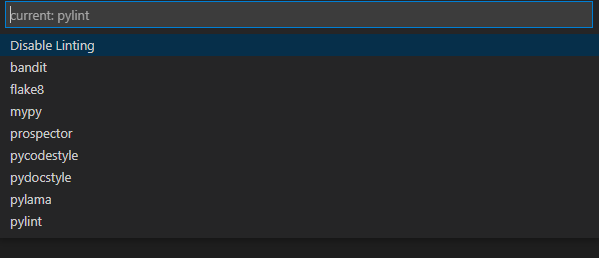 current: pylint
Disable Linting
bandit
flake8
mypy
prospector
pycodestyle
pydocstyle
pylama
pylint